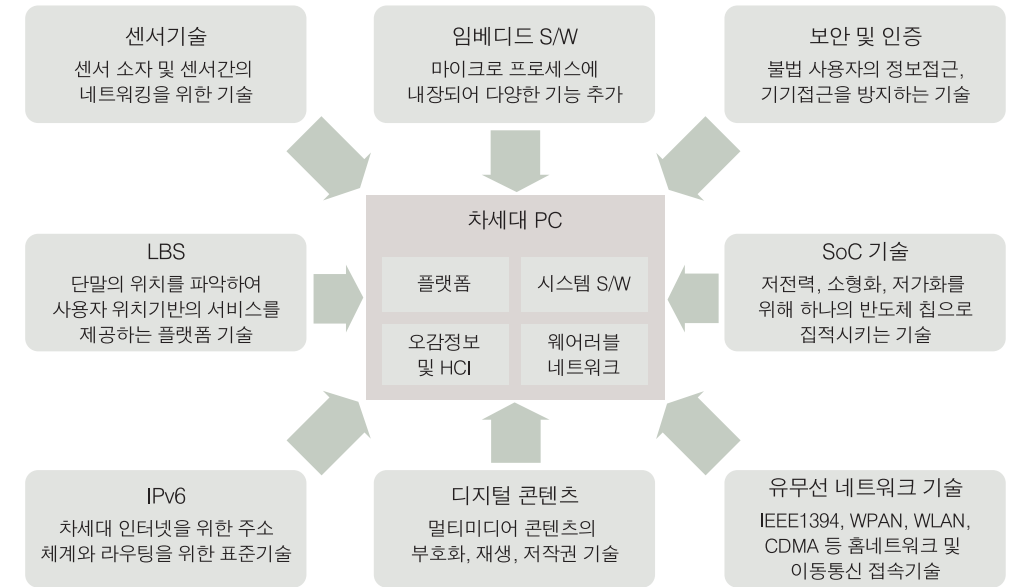 센서기술
센서 소자 및 센서간의
네트워킹을 위한 기술
임베디드 S/W
마이크로 프로세스에
내장되어 다양한 기능 추가
보안 및 인증
불법 사용자의 정보접근,
기기접근을 방지하는 기술
LBS
단말의 위치를 파악하여
사용자 위치기반의 서비스를
제공하는 플랫폼 기술
차세대 PC
플랫폼
시스템 S/W
오감정보
및 HCI
웨어러블
네트워크
SoC 기술
저전력, 소형화, 저가화를
위해 하나의 반도체 칩으로
집적시키는 기술
IPv6
차세대 인터넷을 위한 주소
체계와 라우팅을 위한 표준기술
디지털 콘텐츠
멀티미디어 콘텐츠의
부호화, 재생, 저작권 기술
유무선 네트워크 기술
IEEE1394, WPAN, WLAN,
CDMA 등 홈네트워크 및
이동통신 접속기술